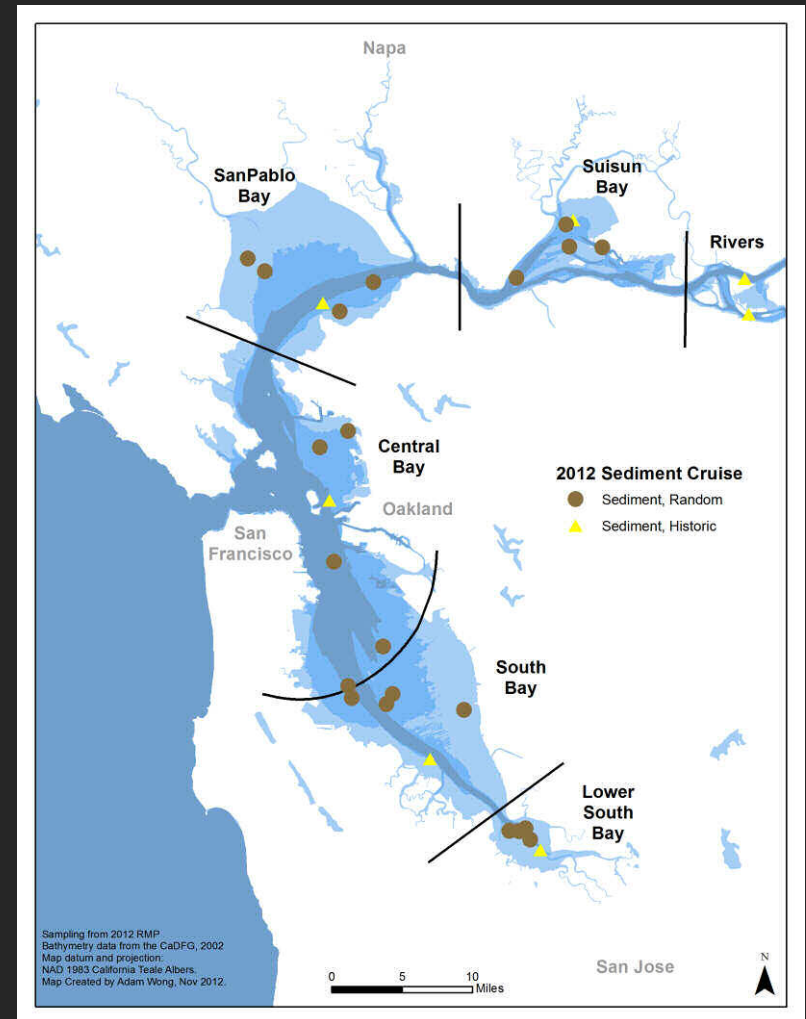 Napa
SanPablo
Bay
Suisun
Bay
Rivers
Central
Bay
2012 Sediment Cruise
Sediment, Random
Sediment, Historic
Oakland
San
Francisco
South
Bay
Lower
South
Bay
Sampling from 2012 RMP
Bathymetry data from the CaDFG, 2002
Map datum and projection:
NAD 1983 California Teale Albers.
Map Created by Adam Wong, Nov 2012.
San Jose
N
0 5 10
Miles